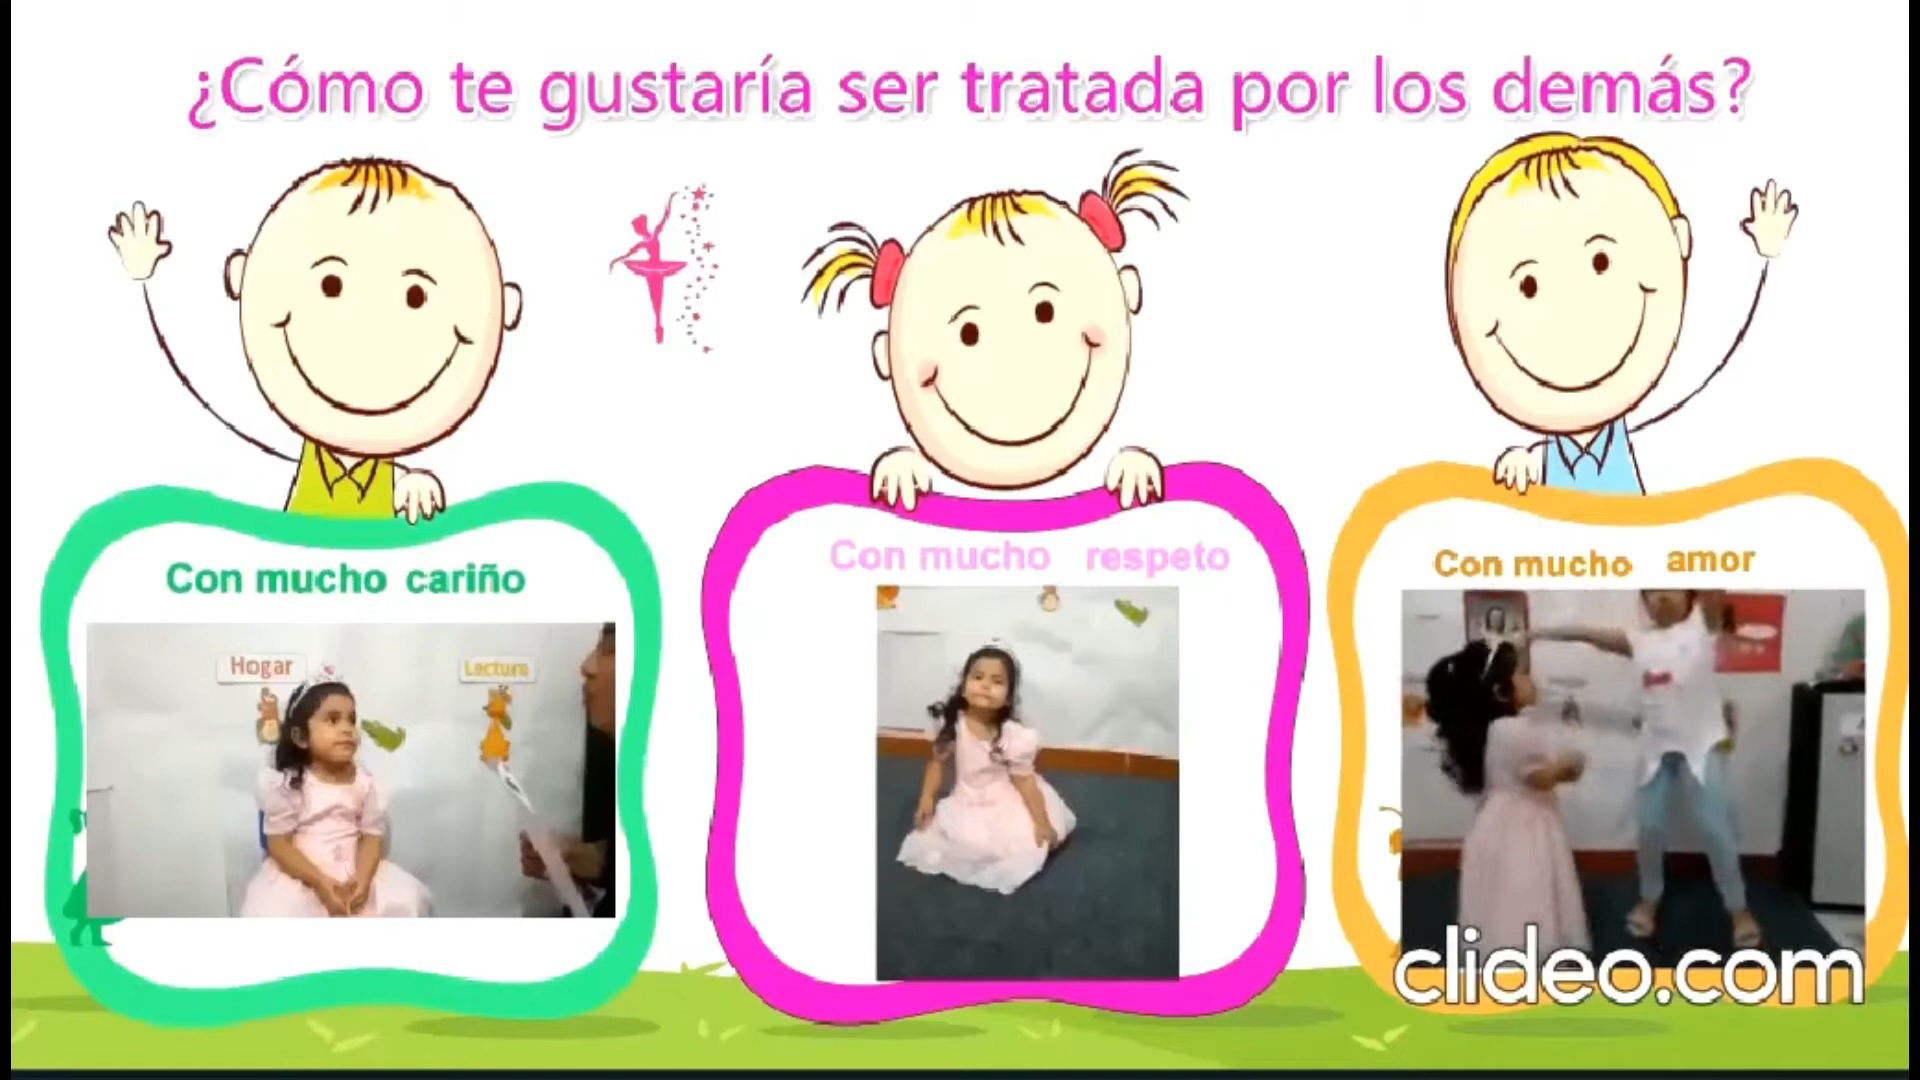 ¿Cómo te gustaría ser tratada por los demás?
Con mucho cariño
Hogar
Lectura
Con mucho respeto
Con mucho amor
clideo.com